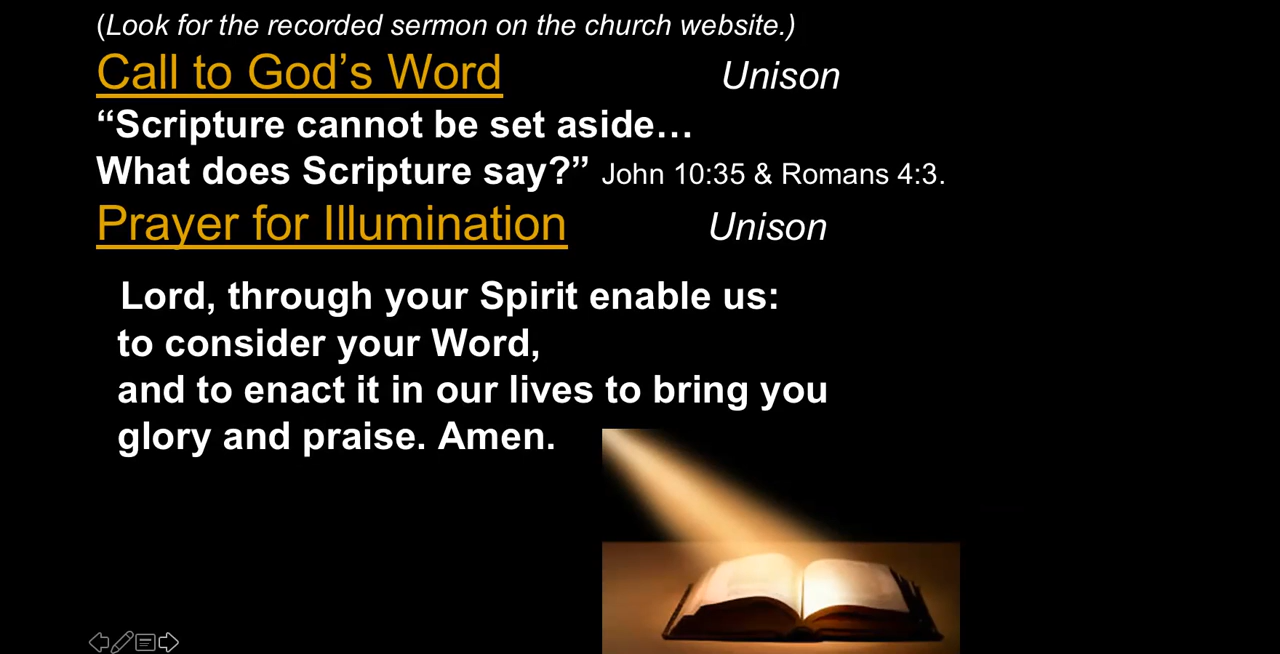 (Look for the recorded sermon on the church website.)
Call to God’s Word Unison
“Scripture cannot be set aside…
What does Scripture say?” John 10:35 & Romans 4:3.
Prayer for Illumination Unison
Lord, through your Spirit enable us:
to consider your Word,
and to enact it in our lives to bring you
glory and praise. Amen.